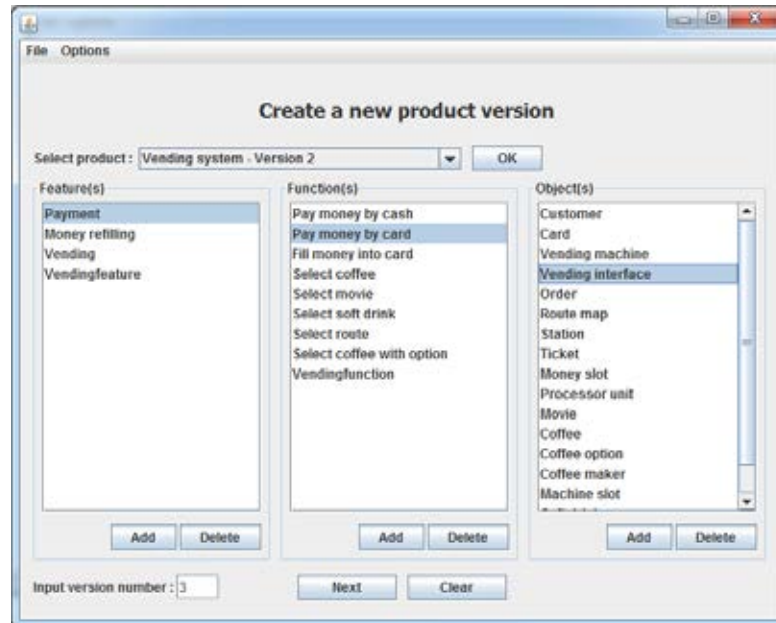 File Options
Create a new product version
Select product : Vending system - Version 2 OK
Feature(s)
Payment
Money refilling
Vending
Vendingfeature
Add Delete
Function(s)
Pay money by cash
Pay money by card
Fill money into card
Select coffee
Select movie
Select soft drink
Select route
Select coffee with option
Vendingfunction
Add Delete
Object(s)
Customer
Card
Vending machine
Vending interface
Order
Route map
Station
Ticket
Money slot
Processor unit
Movie
Coffee
Coffee option
Coffee maker
Machine slot
Add Delete
Input version number : 3 Next Clear